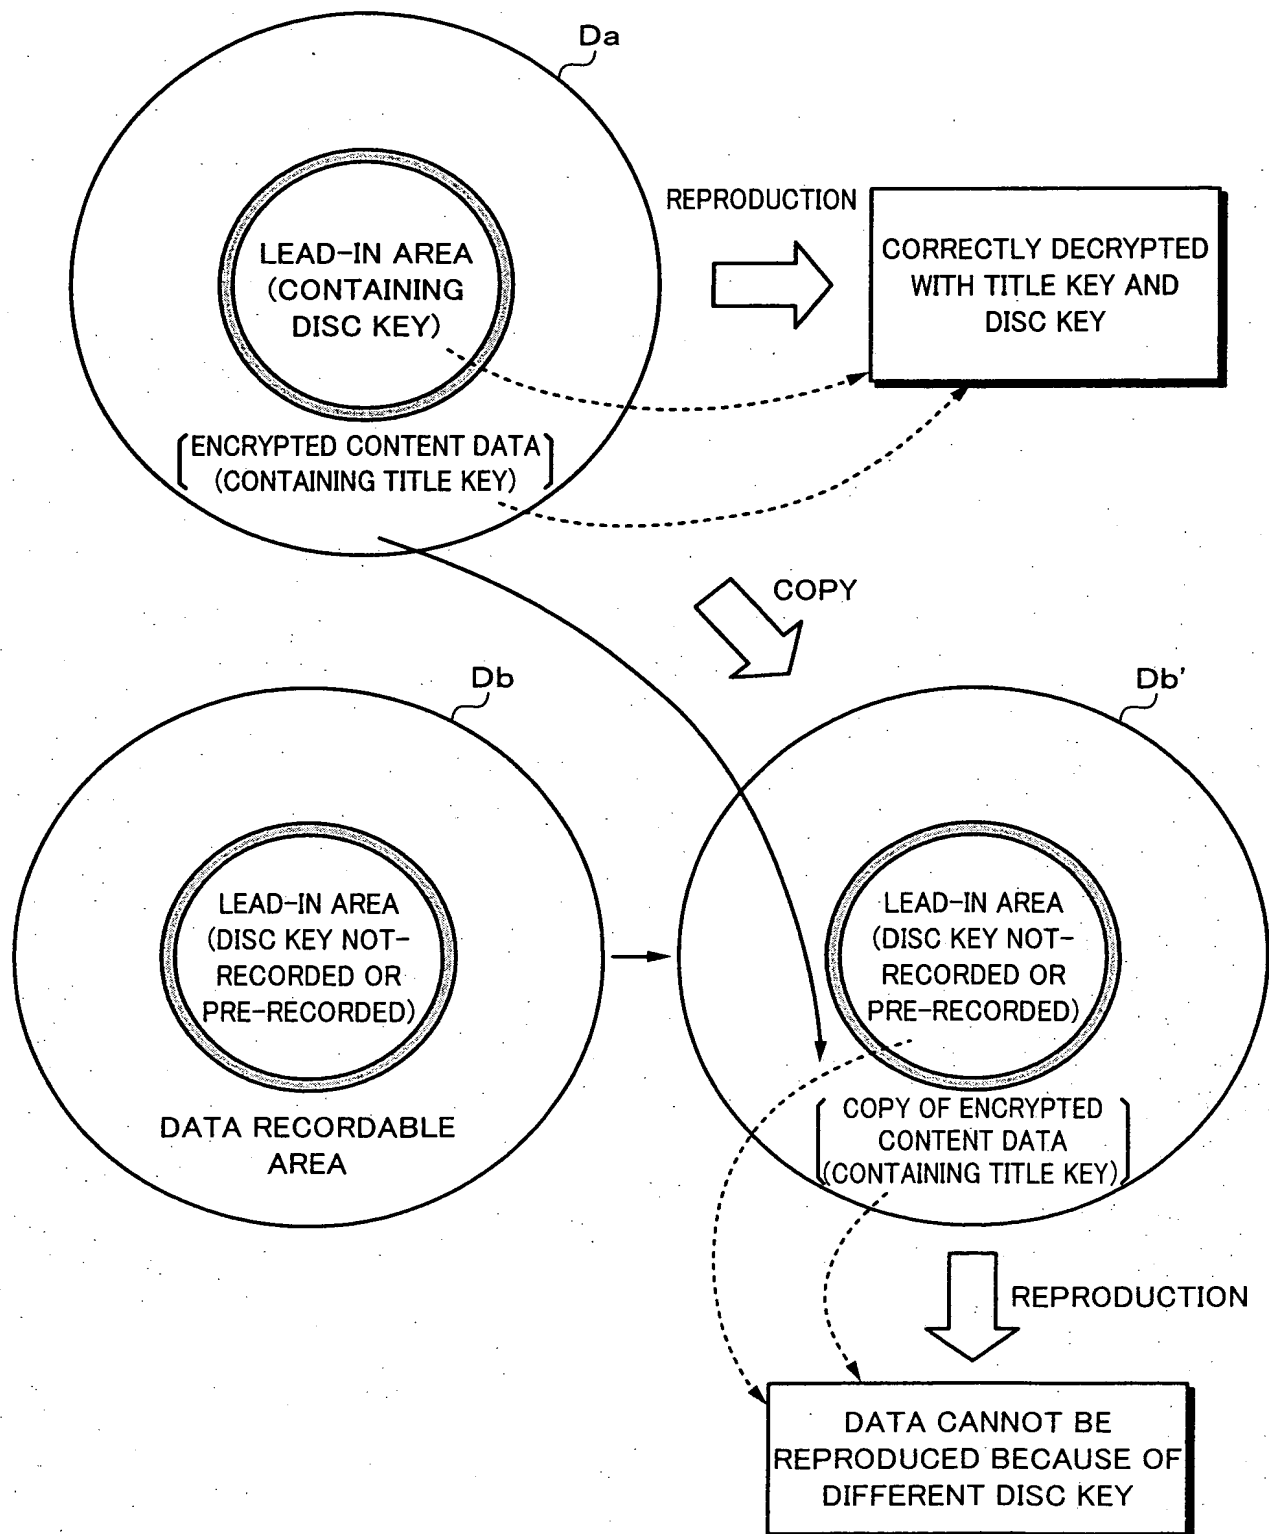 Da
REPRODUCTION
LEAD-IN AREA
(CONTAINING
DISC KEY)
CORRECTLY DECRYPTED
WITH TITLE KEY AND
DISC KEY
ENCRYPTED CONTENT DATA
(CONTAINING TITLE KEY)
COPY
Db
Db'
LEAD-IN AREA
(DISC KEY NOT-
RECORDED OR
PRE-RECORDED)
LEAD-IN AREA
(DISC KEY NOT-
RECORDED OR
PRE-RECORDED)
DATA RECORDABLE
AREA
COPY OF ENCRYPTED
CONTENT DATA
(CONTAINING TITLE KEY)
REPRODUCTION
DATA CANNOT BE
REPRODUCED BECAUSE OF
DIFFERENT DISC KEY